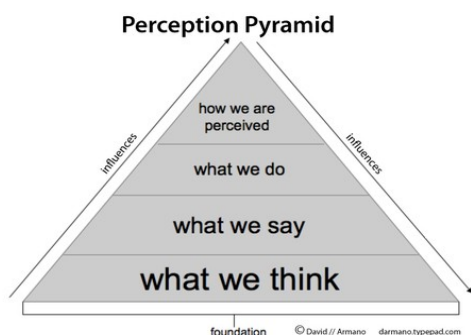 Perception Pyramid
how we are
perceived
influences
influences
what we do
what we say
what we think
foundation
© David // Armano darmano.typepad.com